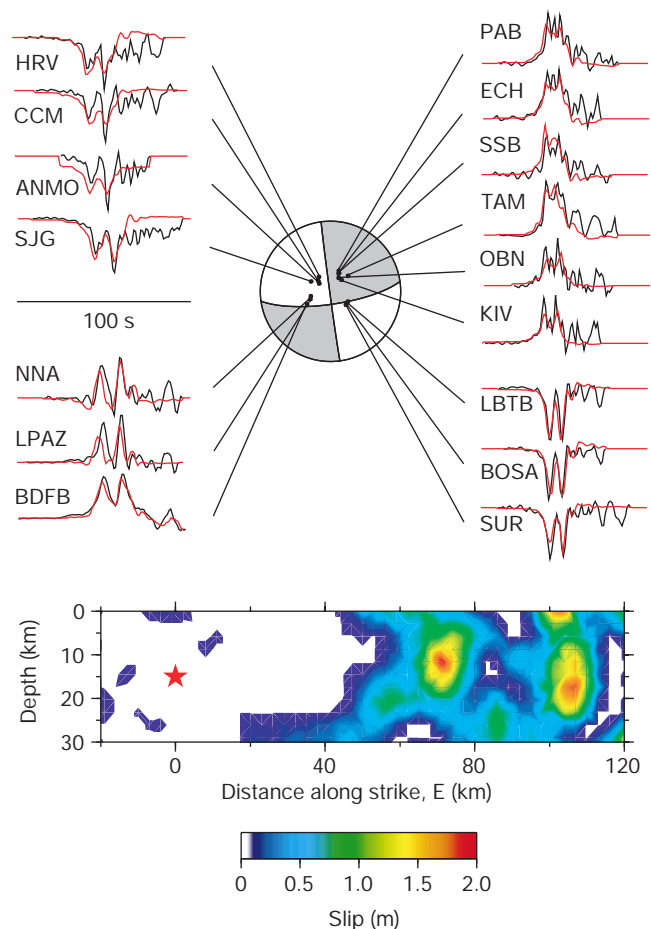 HRV
CCM
ANMO
SJG
100 s
NNA
LPAZ
BDFB
PAB
ECH
SSB
TAM
OBN
KIV
LBTB
BOSA
SUR
Depth (km)
0
10
20
30
0 40 80 120
Distance along strike, E (km)
0 0.5 1.0 1.5 2.0
Slip (m)